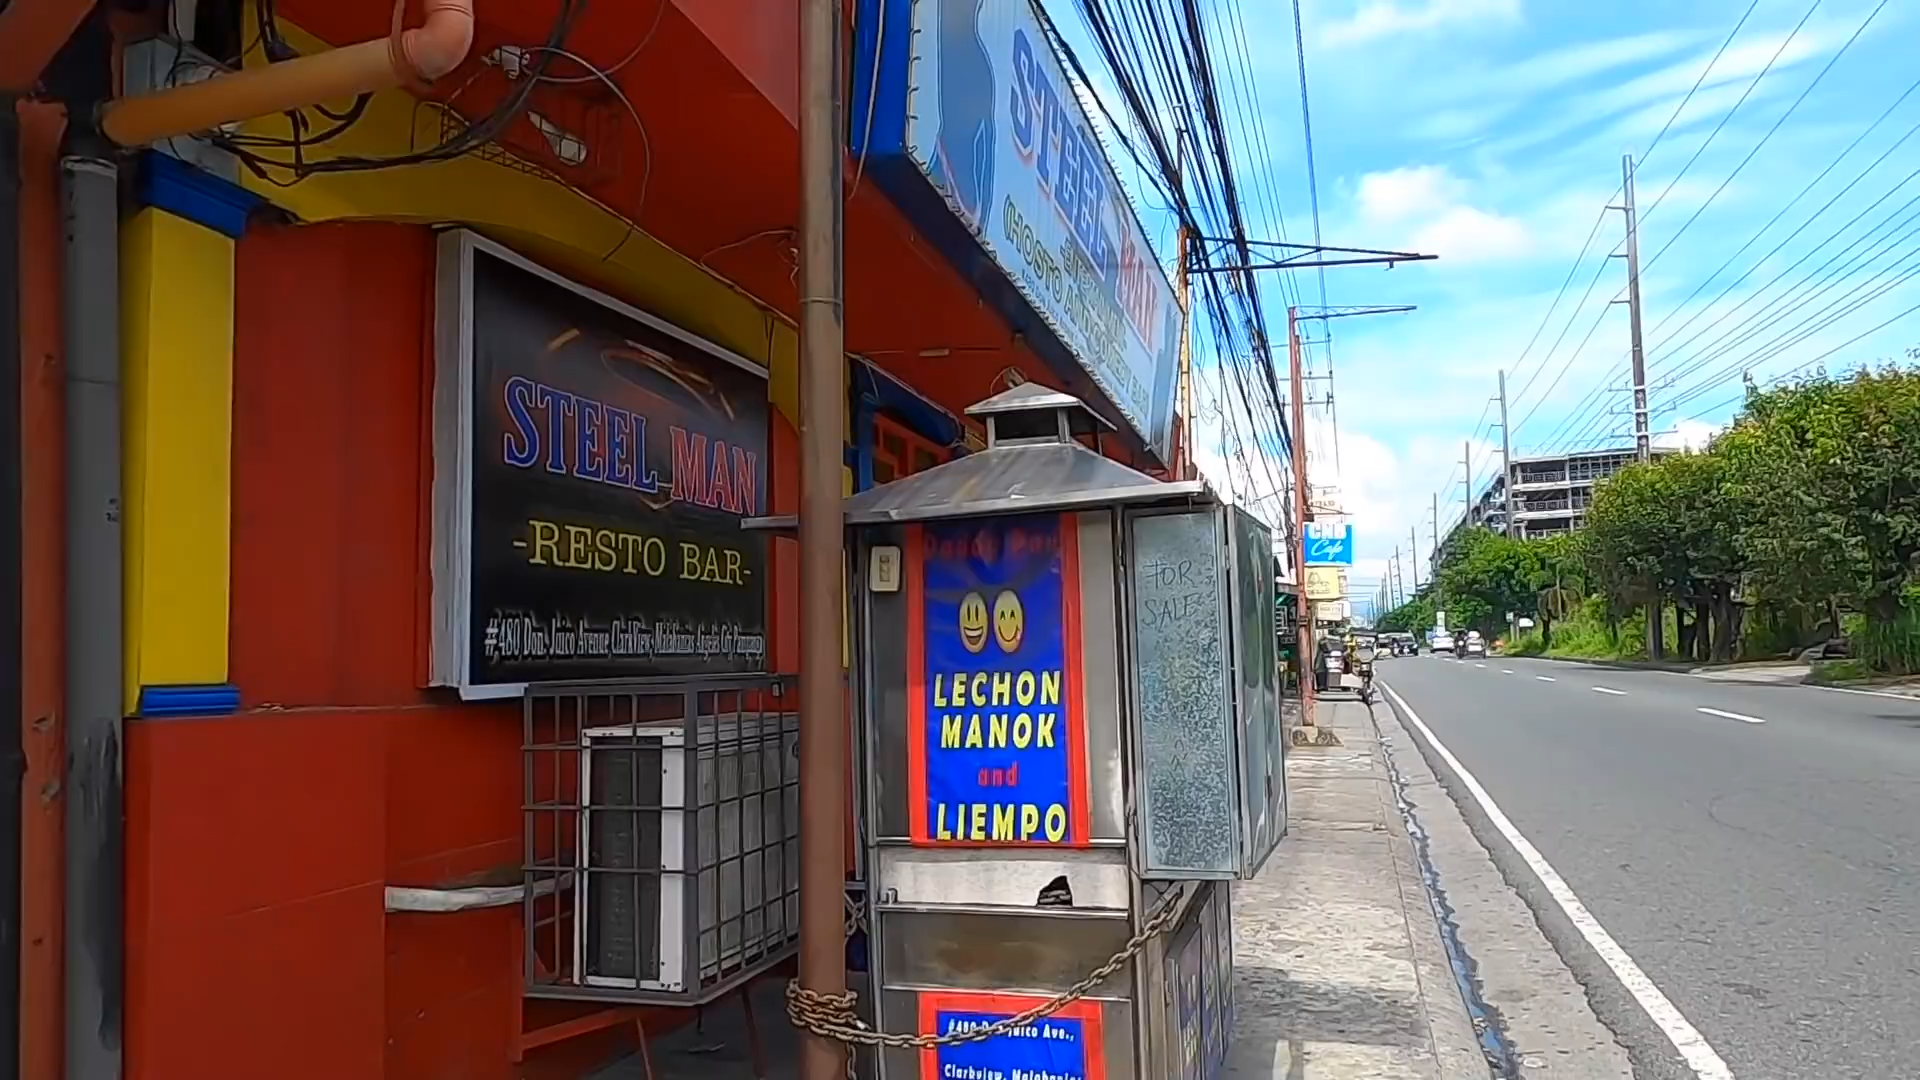 STEEL MAN
(HOSTO AND COMEDY BAR)
STEEL MAN
-RESTO BAR-
#,480 Don. Juico Avenue ClarkView, Malabanias Angeles City Pampanga
LECHON
MANOK
and
LIEMPO
FOR
SALE
#480 Don Juico Ave.,
Clarkview, Malabanias
Cafe